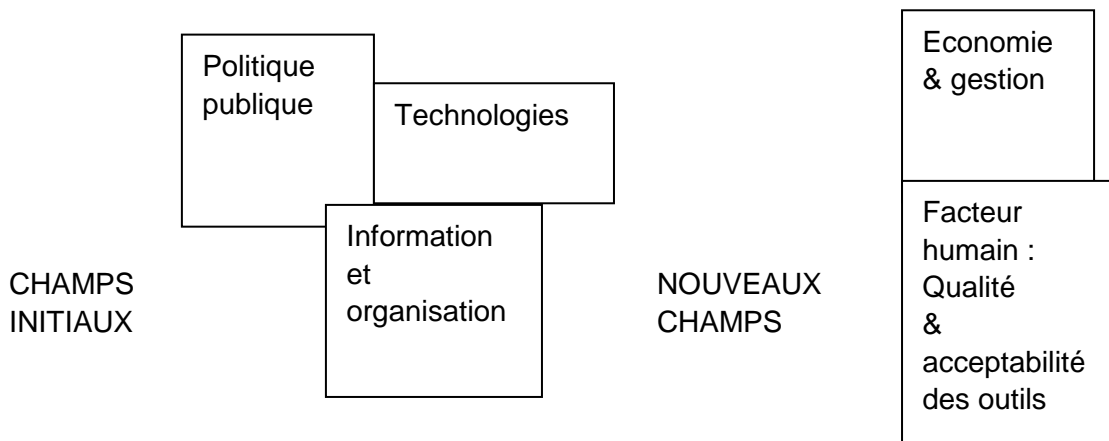 Politique
publique
Technologies
Information
et
organisation
CHAMPS
INITIAUX
NOUVEAUX
CHAMPS
Economie
& gestion
Facteur
humain :
Qualité
&
acceptabilité
des outils